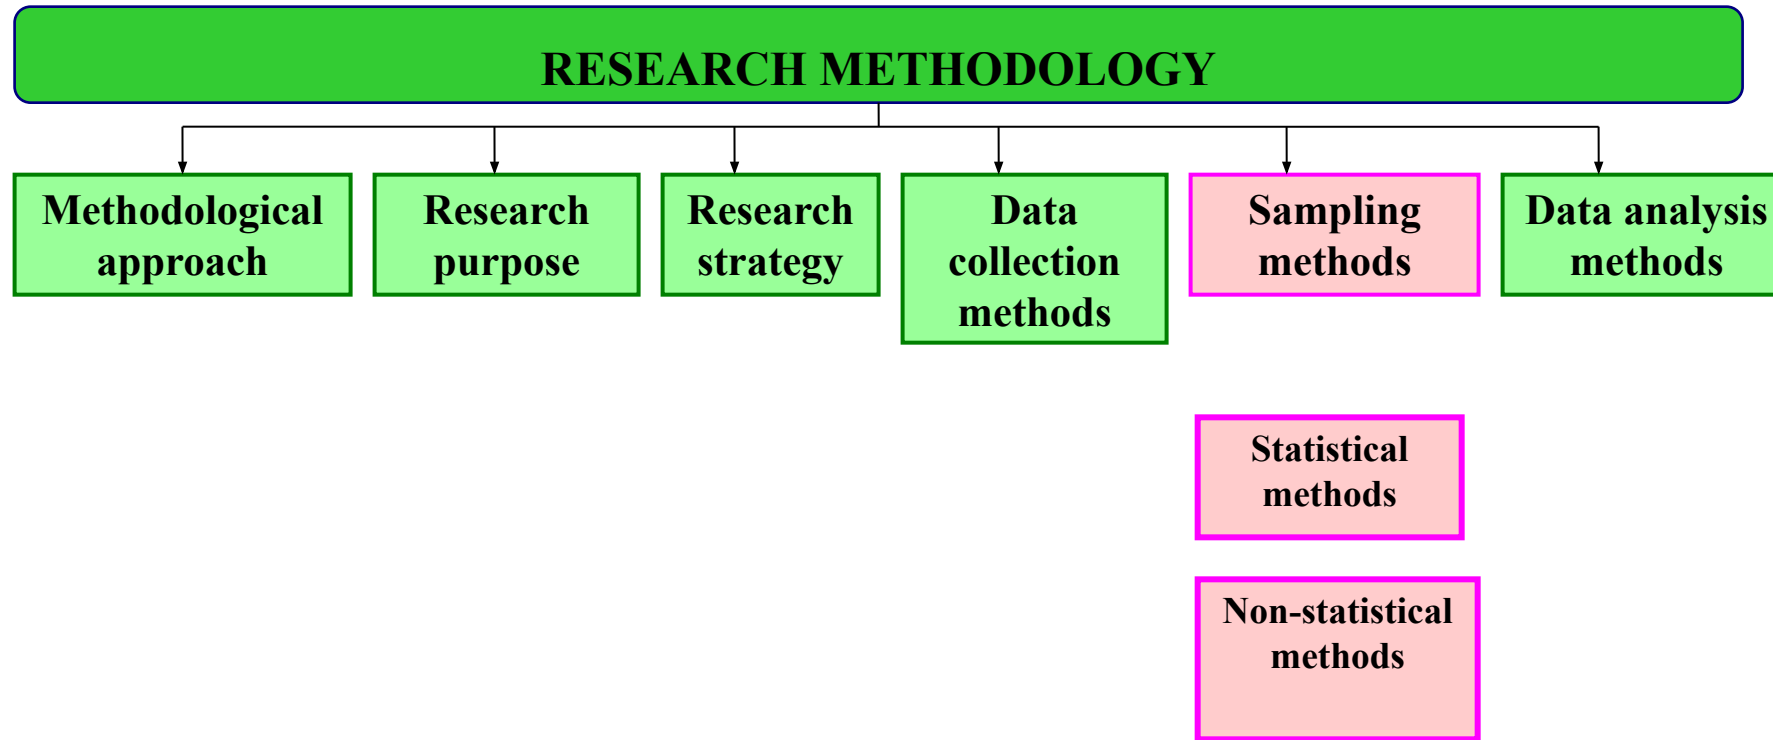 RESEARCH METHODOLOGY
Methodological
approach
Research
purpose
Research
strategy
Data
collection
methods
Sampling
methods
Data analysis
methods
Statistical
methods
Non-statistical
methods